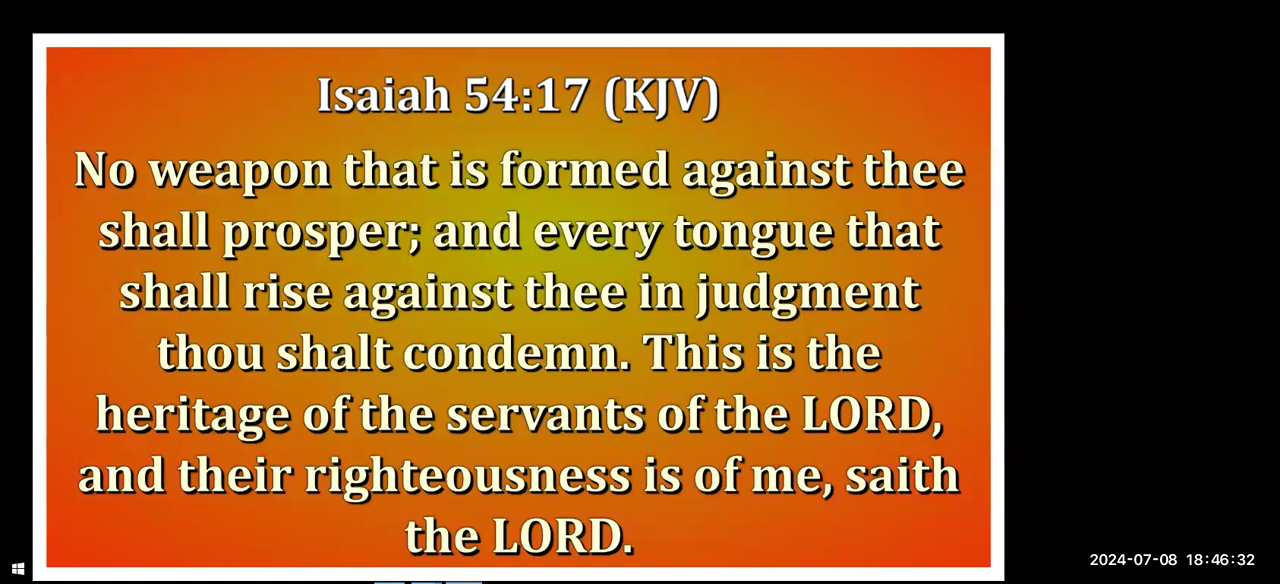 Isaiah 54:17 (KJV)
No weapon that is formed against thee
shall prosper; and every tongue that
shall rise against thee in judgment
thou shalt condemn. This is the
heritage of the servants of the LORD,
and their righteousness is of me, saith
the LORD.
2024-07-08 18:46:32